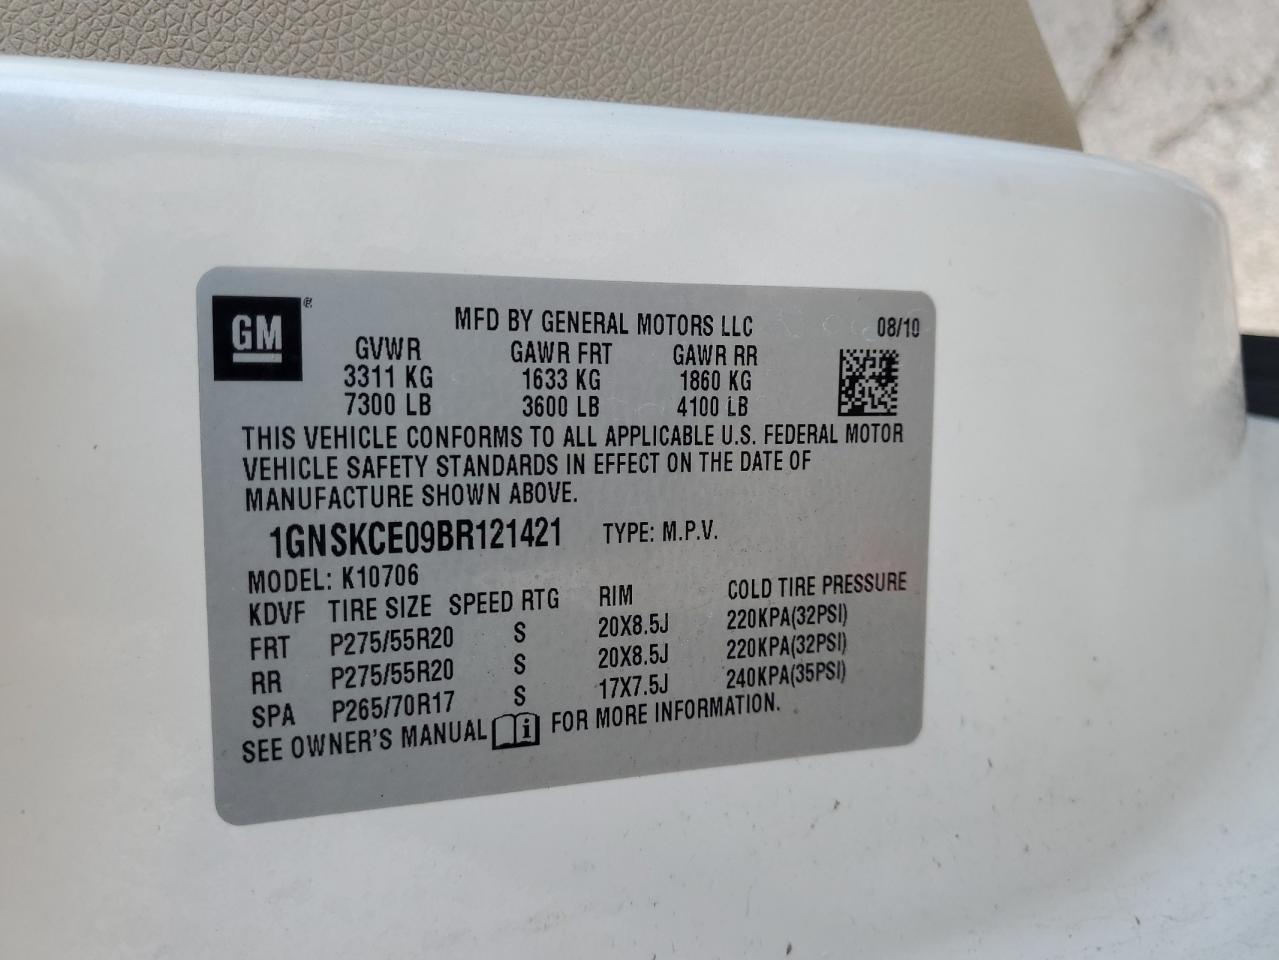 GM
MFD BY GENERAL MOTORS LLC 08/10
GVWR GAWR FRT GAWR RR
3311 KG 1633 KG 1860 KG
7300 LB 3600 LB 4100 LB
THIS VEHICLE CONFORMS TO ALL APPLICABLE U.S. FEDERAL MOTOR
VEHICLE SAFETY STANDARDS IN EFFECT ON THE DATE OF
MANUFACTURE SHOWN ABOVE.
1GNSKCE09BR121421 TYPE: M.P.V.
MODEL: K10706
KDVF TIRE SIZE SPEED RTG RIM COLD TIRE PRESSURE
FRT P275/55R20 S 20X8.5J 220KPA(32PSI)
RR P275/55R20 S 20X8.5J 220KPA(32PSI)
SPA P265/70R17 S 17X7.5J 240KPA(35PSI)
SEE OWNER'S MANUAL i FOR MORE INFORMATION.